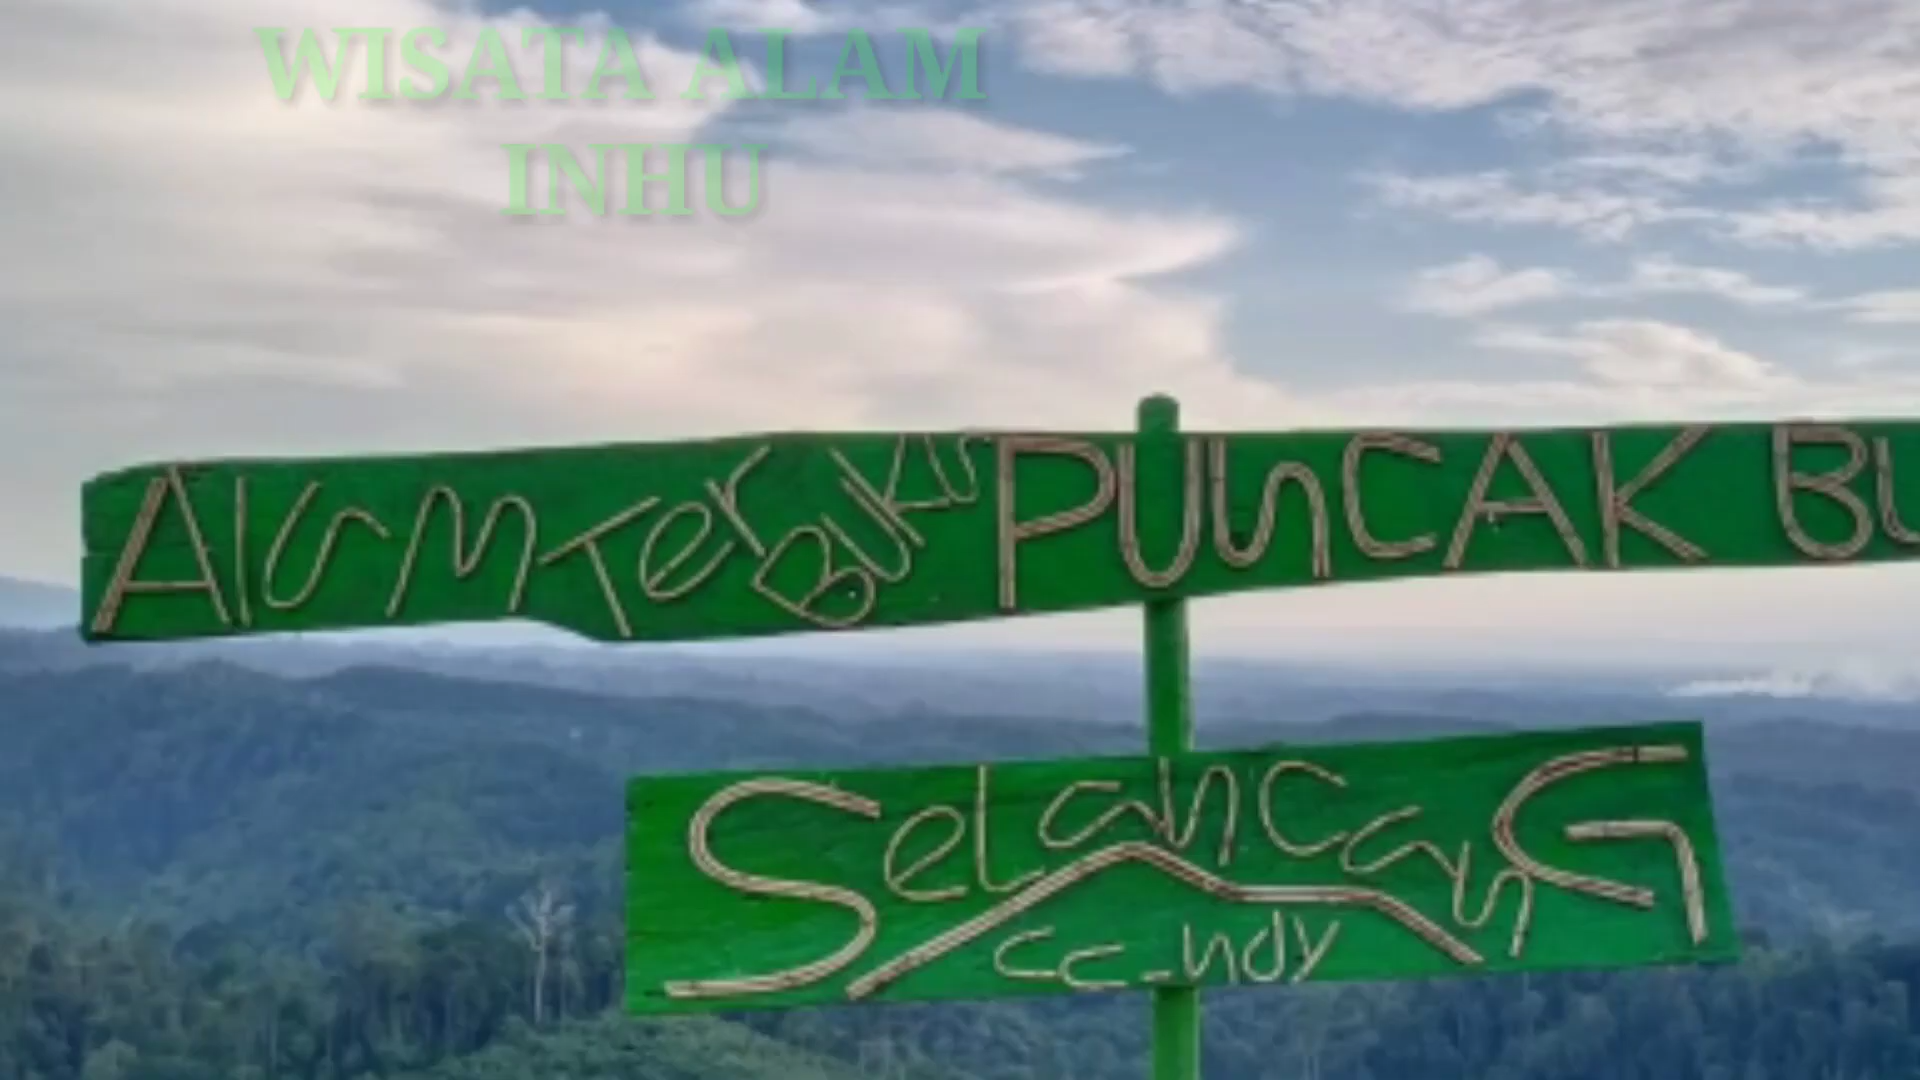 WISATA ALAM
INHU
Alam Terbuka PUnCAK BU
SeLancanG
cc_ndy